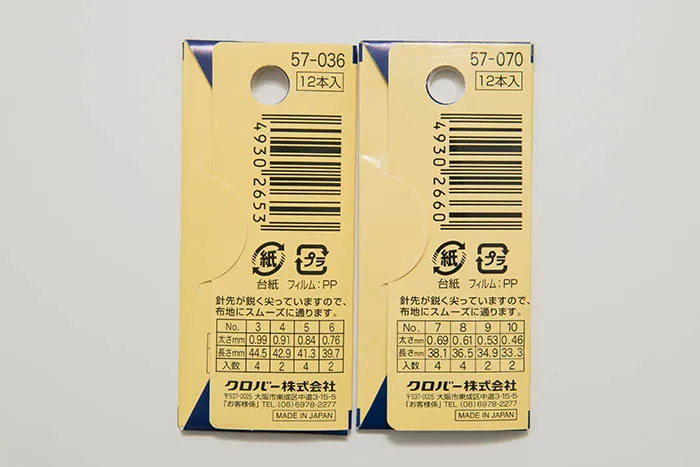 57-036
12本入
4930 2653
紙
プラ
台紙 フィルム:PP
針先が鋭く尖っていますので、
布地にスムーズに通ります。
No. 3 4 5 6
太さmm 0.99 0.91 0.84 0.76
長さmm 44.5 42.9 41.3 39.7
入数 4 2 4 2
クロバー株式会社
〒537-0025 大阪市東成区中道3-15-5
「お客様係」TEL.(06)6978-2277
MADE IN JAPAN
57-070
12本入
4930 2660
紙
プラ
台紙 フィルム:PP
針先が鋭く尖っていますので、
布地にスムーズに通ります。
No. 7 8 9 10
太さmm 0.69 0.61 0.53 0.46
長さmm 38.1 36.5 34.9 33.3
入数 4 4 2 2
クロバー株式会社
〒537-0025 大阪市東成区中道3-15-5
「お客様係」TEL.(06)6978-2277
MADE IN JAPAN